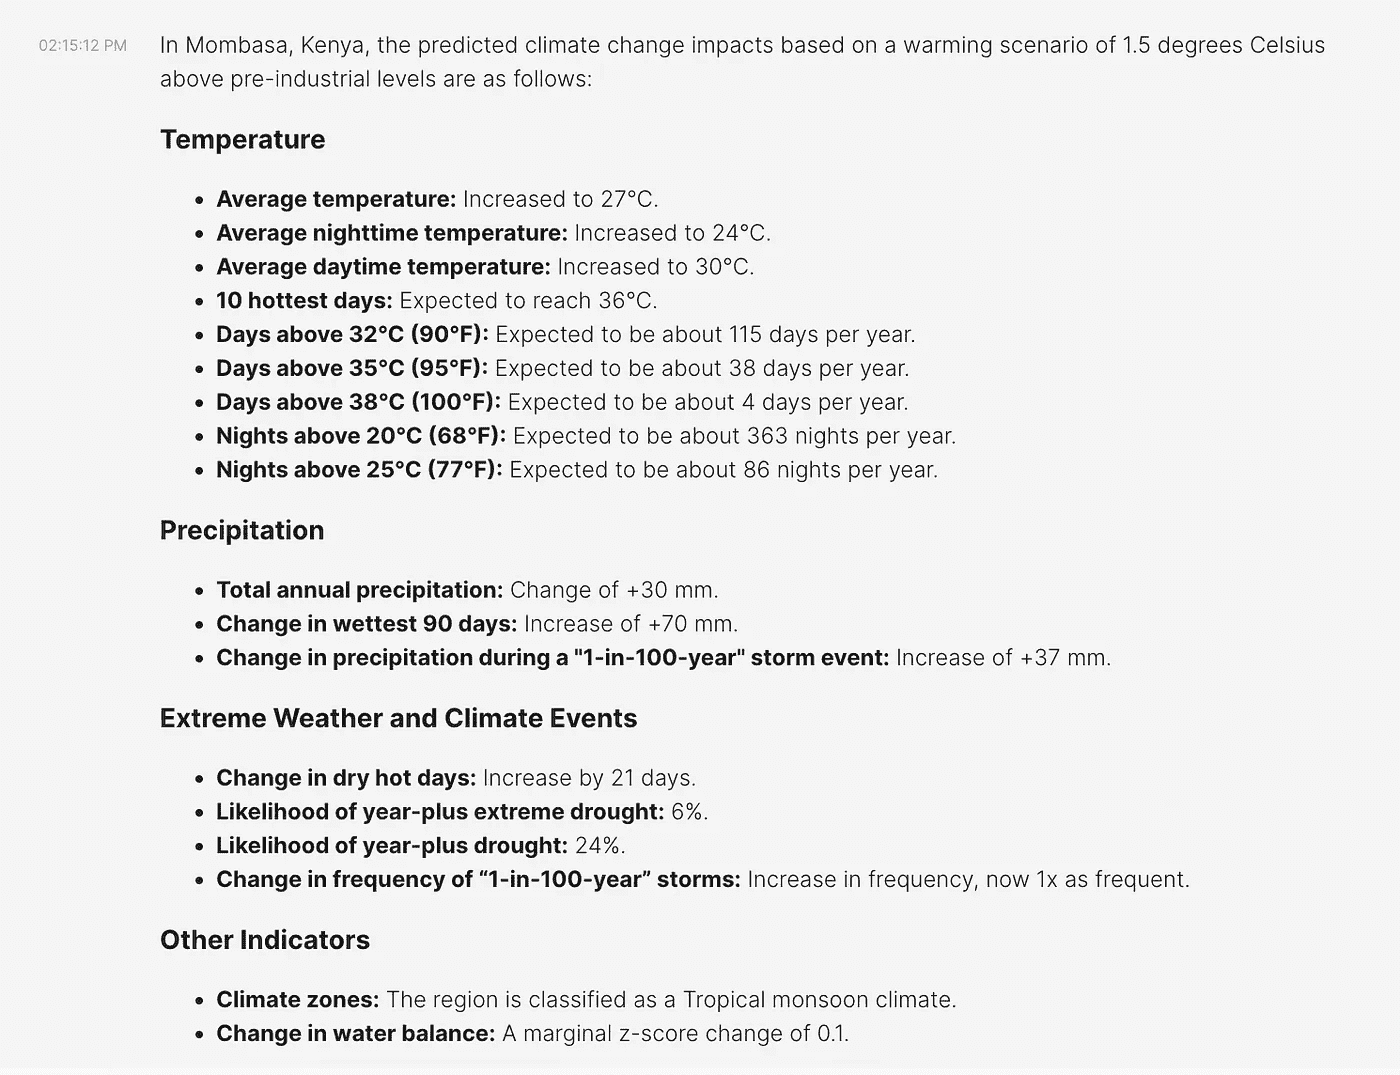 02:15:12 PM
In Mombasa, Kenya, the predicted climate change impacts based on a warming scenario of 1.5 degrees Celsius
above pre-industrial levels are as follows:
Temperature
• Average temperature: Increased to 27°C.
• Average nighttime temperature: Increased to 24°C.
• Average daytime temperature: Increased to 30°C.
• 10 hottest days: Expected to reach 36°C.
• Days above 32°C (90°F): Expected to be about 115 days per year.
• Days above 35°C (95°F): Expected to be about 38 days per year.
• Days above 38°C (100°F): Expected to be about 4 days per year.
• Nights above 20°C (68°F): Expected to be about 363 nights per year.
• Nights above 25°C (77°F): Expected to be about 86 nights per year.
Precipitation
• Total annual precipitation: Change of +30 mm.
• Change in wettest 90 days: Increase of +70 mm.
• Change in precipitation during a "1-in-100-year" storm event: Increase of +37 mm.
Extreme Weather and Climate Events
• Change in dry hot days: Increase by 21 days.
• Likelihood of year-plus extreme drought: 6%.
• Likelihood of year-plus drought: 24%.
• Change in frequency of “1-in-100-year” storms: Increase in frequency, now 1x as frequent.
Other Indicators
• Climate zones: The region is classified as a Tropical monsoon climate.
• Change in water balance: A marginal z-score change of 0.1.